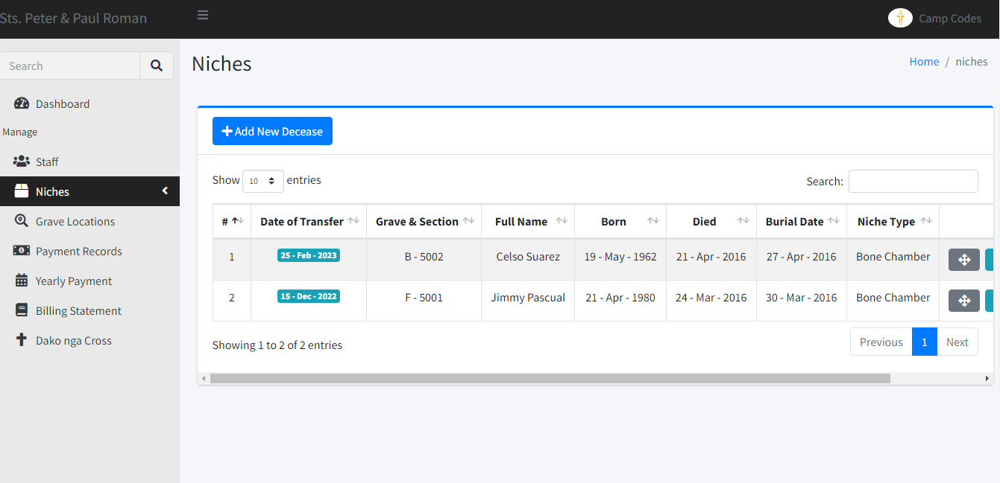 Sts. Peter & Paul Roman
Camp Codes
Search
Dashboard
Manage
Staff
Niches
Grave Locations
Payment Records
Yearly Payment
Billing Statement
Dako nga Cross
Niches
Home / niches
Add New Decease
Show 10 entries
Search:
# Date of Transfer Grave & Section Full Name Born Died Burial Date Niche Type
1 25 - Feb - 2023 B - 5002 Celso Suarez 19 - May - 1962 21 - Apr - 2016 27 - Apr - 2016 Bone Chamber
2 15 - Dec - 2022 F - 5001 Jimmy Pascual 21 - Apr - 1980 24 - Mar - 2016 30 - Mar - 2016 Bone Chamber
Showing 1 to 2 of 2 entries
Previous 1 Next